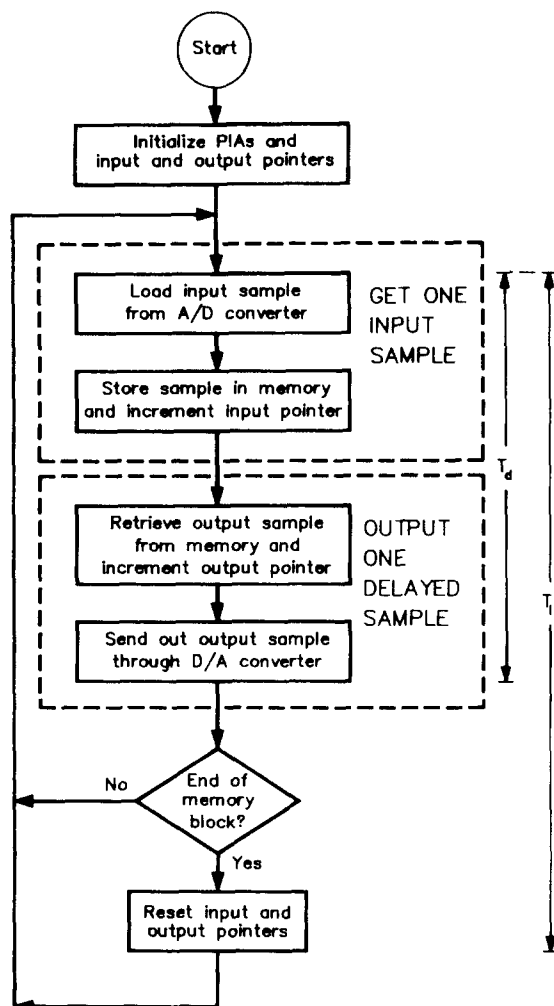 Start
Initialize PIAs and
input and output pointers
Load input sample
from A/D converter
GET ONE
INPUT
SAMPLE
Store sample in memory
and increment input pointer
T_d
Retrieve output sample
from memory and
increment output pointer
OUTPUT
ONE
DELAYED
SAMPLE
T_l
Send out output sample
through D/A converter
End of
memory
block?
No
Yes
Reset input and
output pointers